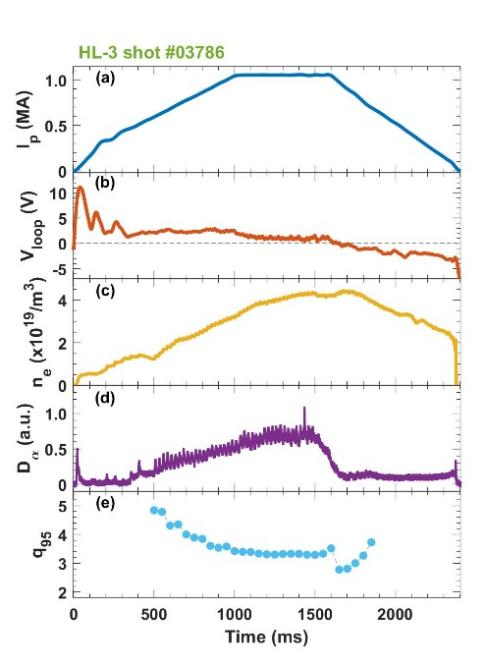 HL-3 shot #03786
(a)
1.0
0.5
0
I_p (MA)
(b)
10
5
0
-5
V_loop (V)
(c)
4
2
0
n_e (x10^19/m^3)
(d)
1.0
0.5
0
D_α (a.u.)
(e)
5
4
3
2
q_95
0 500 1000 1500 2000
Time (ms)